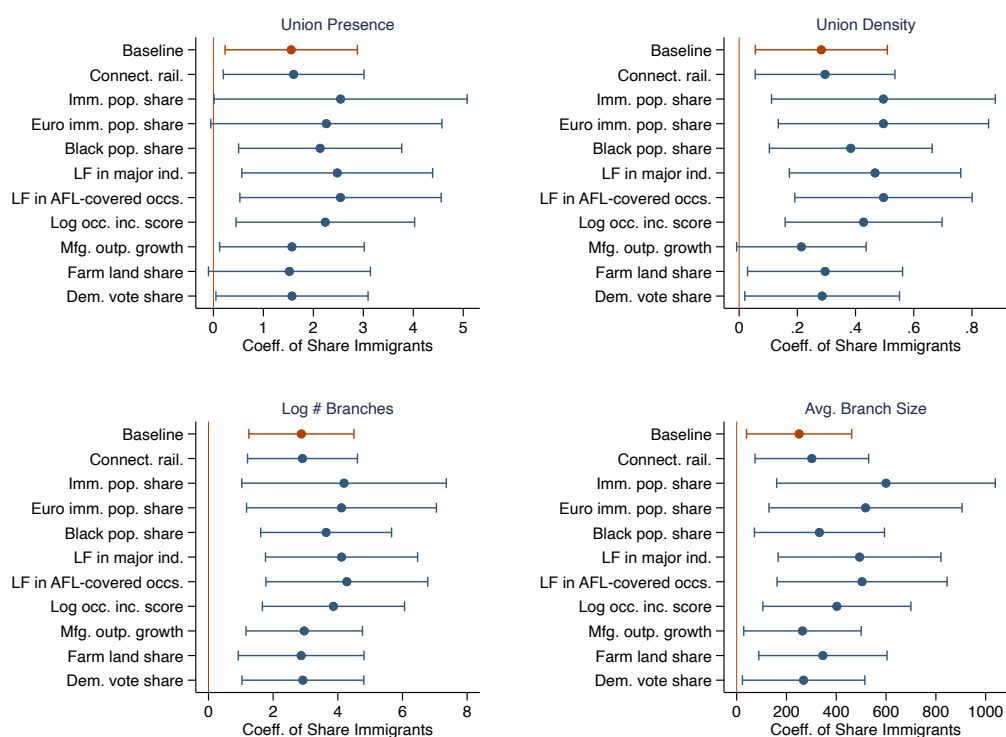 Union Presence
Baseline
Connect. rail.
Imm. pop. share
Euro imm. pop. share
Black pop. share
LF in major ind.
LF in AFL-covered occs.
Log occ. inc. score
Mfg. outp. growth
Farm land share
Dem. vote share
0 1 2 3 4 5
Coeff. of Share Immigrants
Union Density
Baseline
Connect. rail.
Imm. pop. share
Euro imm. pop. share
Black pop. share
LF in major ind.
LF in AFL-covered occs.
Log occ. inc. score
Mfg. outp. growth
Farm land share
Dem. vote share
0 .2 .4 .6 .8
Coeff. of Share Immigrants
Log # Branches
Baseline
Connect. rail.
Imm. pop. share
Euro imm. pop. share
Black pop. share
LF in major ind.
LF in AFL-covered occs.
Log occ. inc. score
Mfg. outp. growth
Farm land share
Dem. vote share
0 2 4 6 8
Coeff. of Share Immigrants
Avg. Branch Size
Baseline
Connect. rail.
Imm. pop. share
Euro imm. pop. share
Black pop. share
LF in major ind.
LF in AFL-covered occs.
Log occ. inc. score
Mfg. outp. growth
Farm land share
Dem. vote share
0 200 400 600 800 1000
Coeff. of Share Immigrants